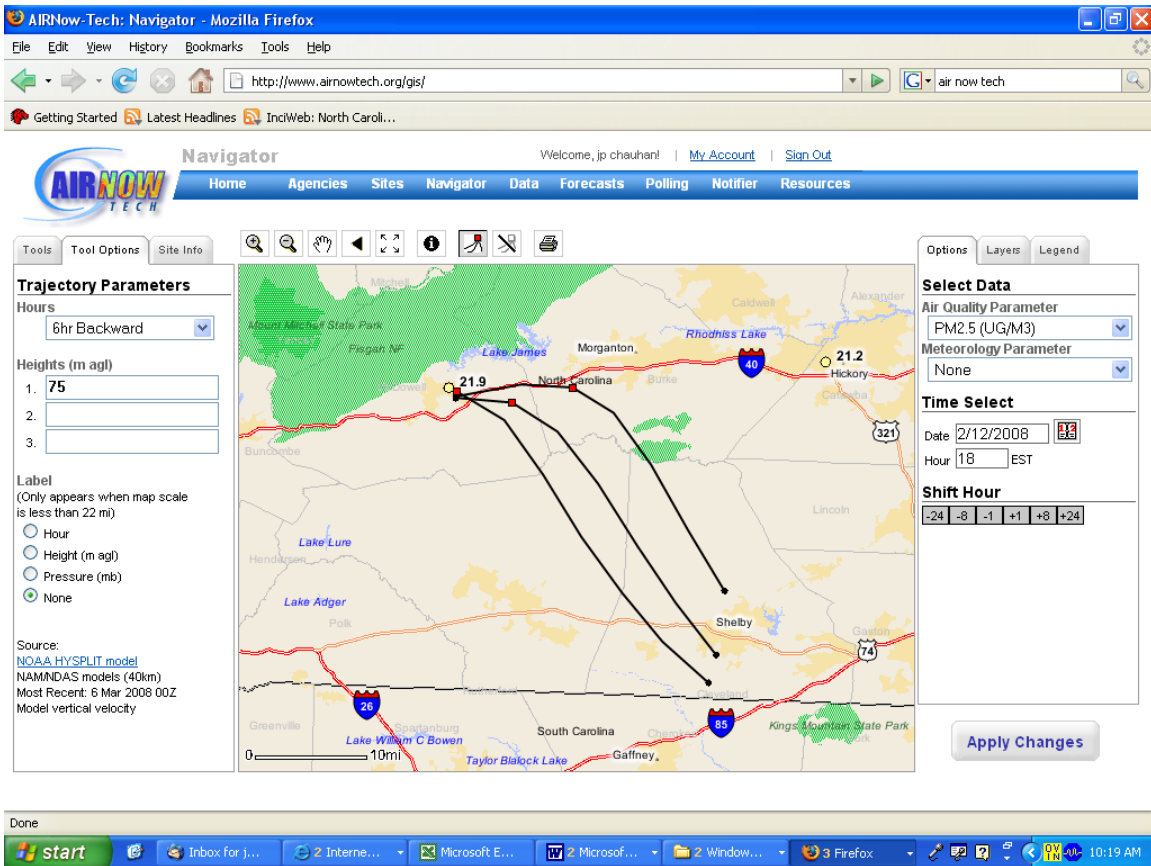 AIRNow-Tech: Navigator - Mozilla Firefox
File Edit View History Bookmarks Tools Help
http://www.airnowtech.org/gis/
G air now tech
Getting Started Latest Headlines InciWeb: North Caroli...
AIRNOW
TECH
Navigator
Welcome, jp chauhan! | My Account | Sign Out
Home Agencies Sites Navigator Data Forecasts Polling Notifier Resources
Tools Tool Options Site Info
Trajectory Parameters
Hours
6hr Backward
Heights (m agl)
1. 75
2.
3.
Label
(Only appears when map scale
is less than 22 mi)
Hour
Height (m agl)
Pressure (mb)
None
Source:
NOAA HYSPLIT model
NAM/NDAS models (40km)
Most Recent: 6 Mar 2008 00Z
Model vertical velocity
Mitchell
Caldwell
Alexander
Mount Mitchell State Park
Rhodhiss Lake
Pisgah NF
Lake James
Morganton
40
21.2
Hickory
21.9
North Carolina
Burke
McDowell
Catawba
321
Buncombe
Lincoln
Lake Lure
Henderson
Lake Adger
Polk
Shelby
Gaston
74
Rutherford
Cleveland
26
85
Greenville
Spartanburg
South Carolina
Cherokee
Kings Mountain State Park
York
Lake William C Bowen
0 10mi
Taylor Blalock Lake
Gaffney
Options Layers Legend
Select Data
Air Quality Parameter
PM2.5 (UG/M3)
Meteorology Parameter
None
Time Select
Date 2/12/2008
Hour 18 EST
Shift Hour
-24 -8 -1 +1 +8 +24
Apply Changes
Done
start Inbox for j... 2 Interne... Microsoft E... 2 Microsof... 2 Window... 3 Firefox 10:19 AM